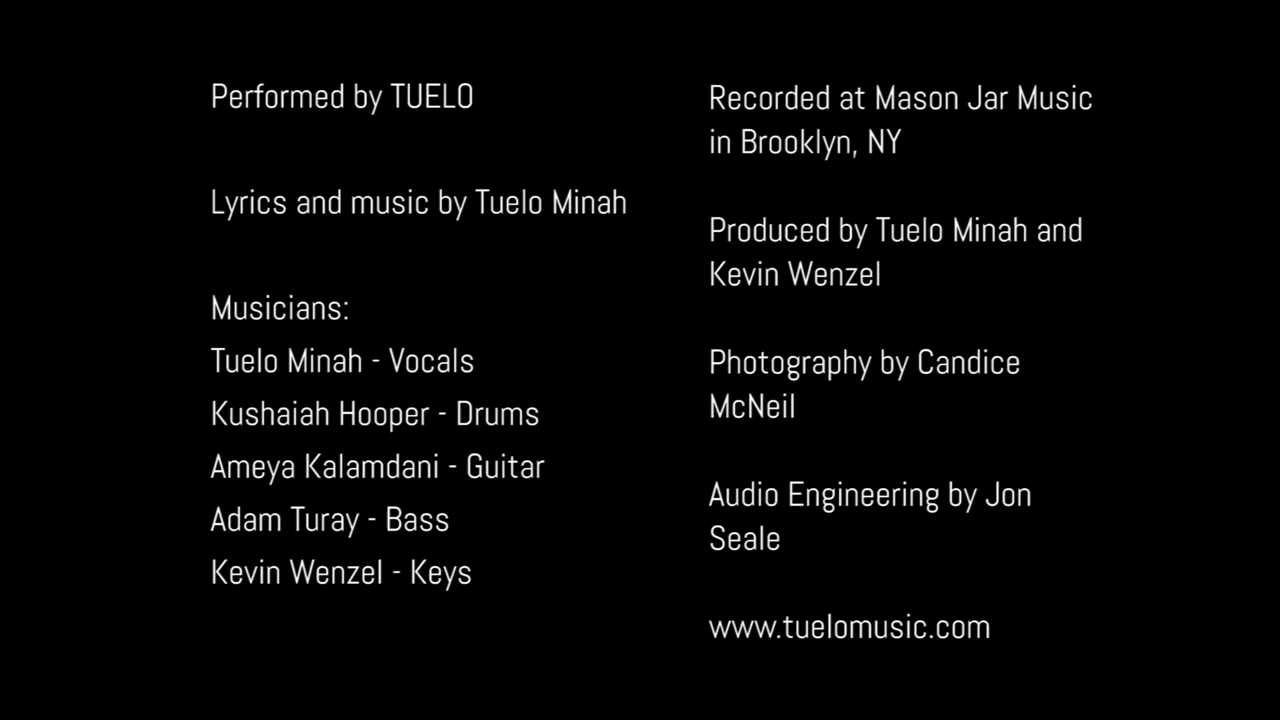 Performed by TUELO
Lyrics and music by Tuelo Minah
Musicians:
Tuelo Minah - Vocals
Kushaiah Hooper - Drums
Ameya Kalamdani - Guitar
Adam Turay - Bass
Kevin Wenzel - Keys
Recorded at Mason Jar Music
in Brooklyn, NY
Produced by Tuelo Minah and
Kevin Wenzel
Photography by Candice
McNeil
Audio Engineering by Jon
Seale
www.tuelomusic.com